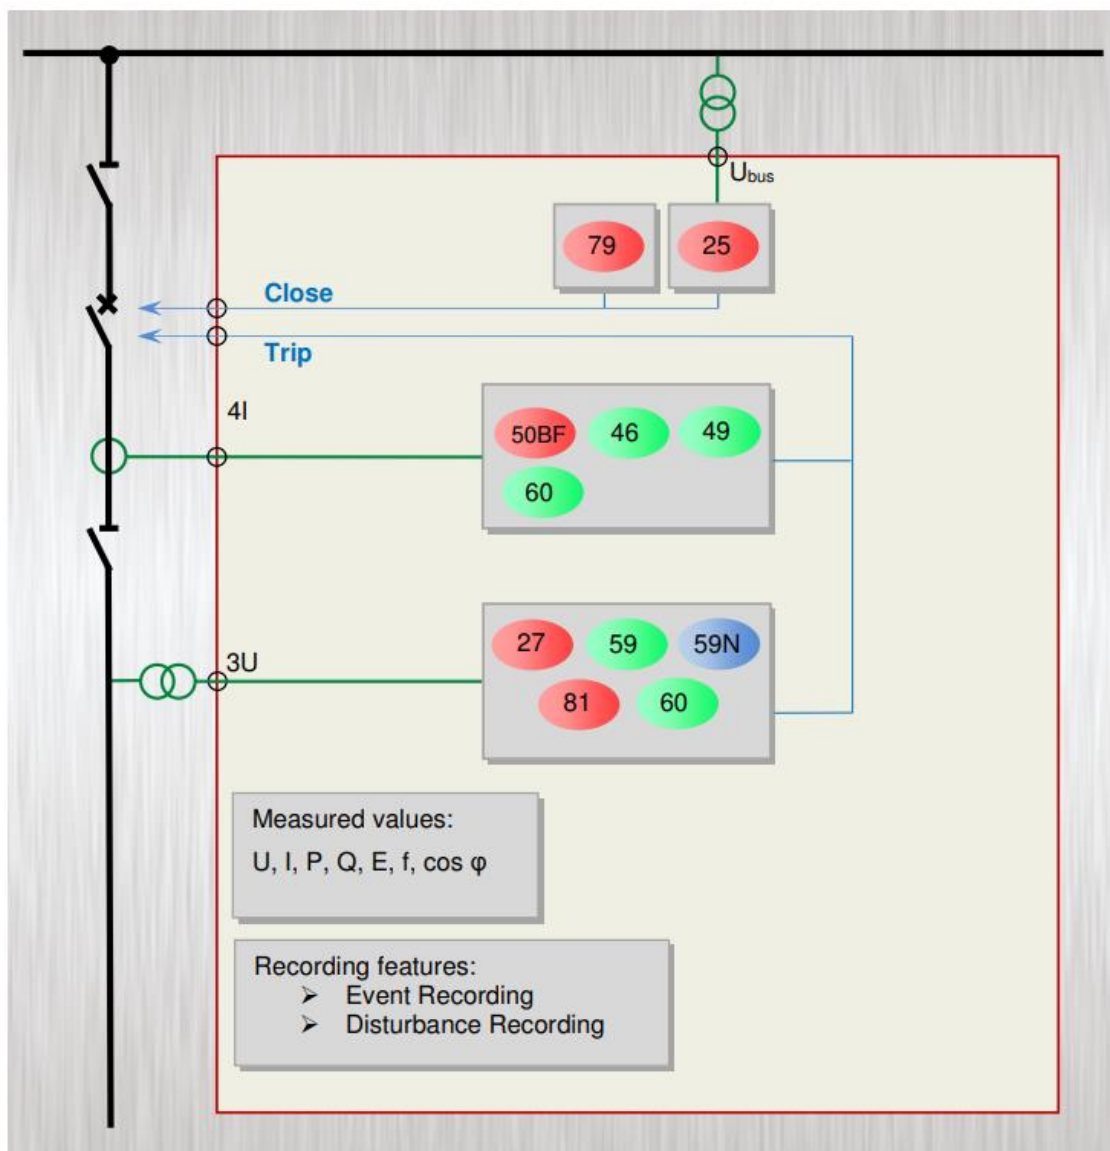 Ubus
79
25
Close
Trip
4I
50BF
46
49
60
3U
27
59
59N
81
60
Measured values:
U, I, P, Q, E, f, cos φ
Recording features:
➢ Event Recording
➢ Disturbance Recording